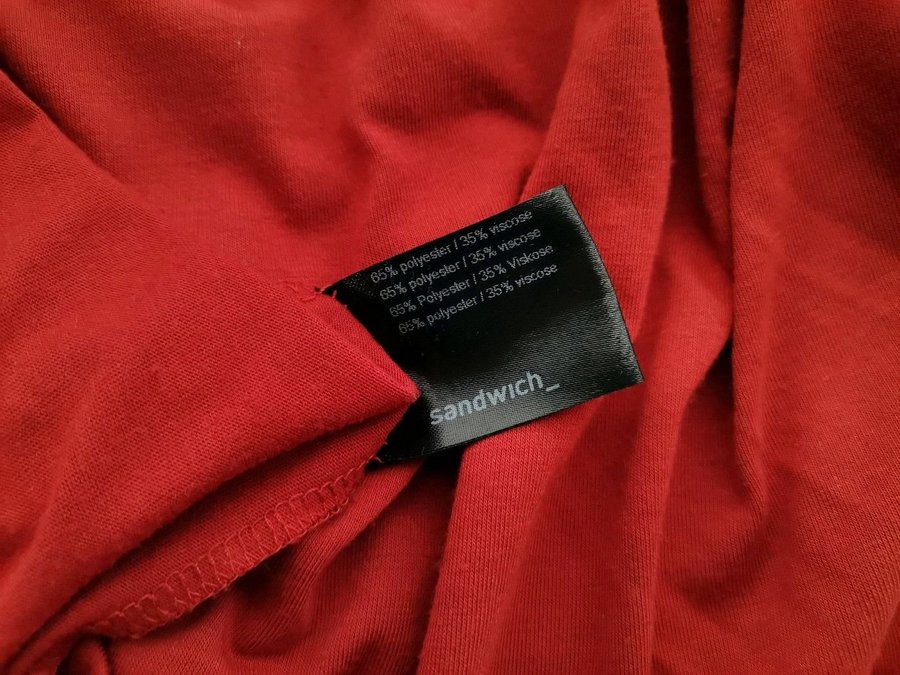 65% polyester / 35% viscose
65% polyester / 35% viscose
65% Polyester / 35% Viskose
65% polyester / 35% viscose
sandwich_